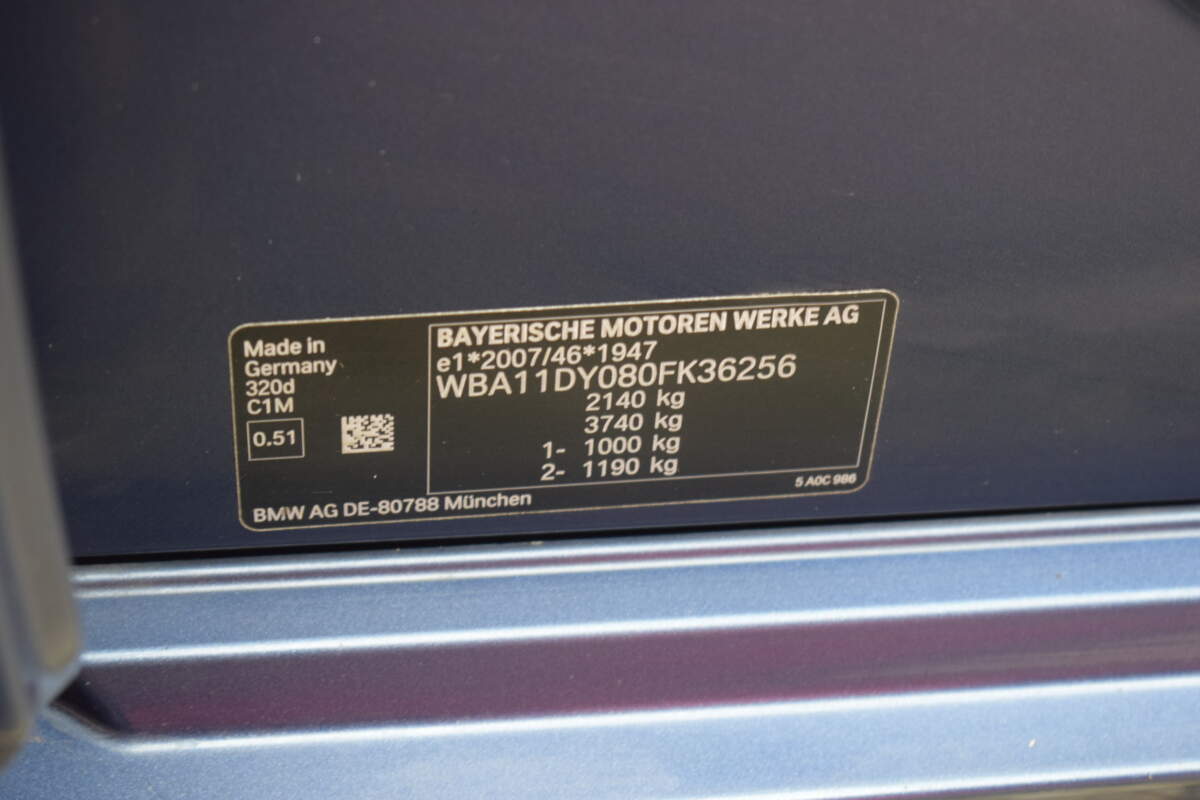 Made in
Germany
320d
C1M
0.51
BAYERISCHE MOTOREN WERKE AG
e1*2007/46*1947
WBA11DY080FK36256
2140 kg
3740 kg
1- 1000 kg
2- 1190 kg
5 A0C 986
BMW AG DE-80788 München